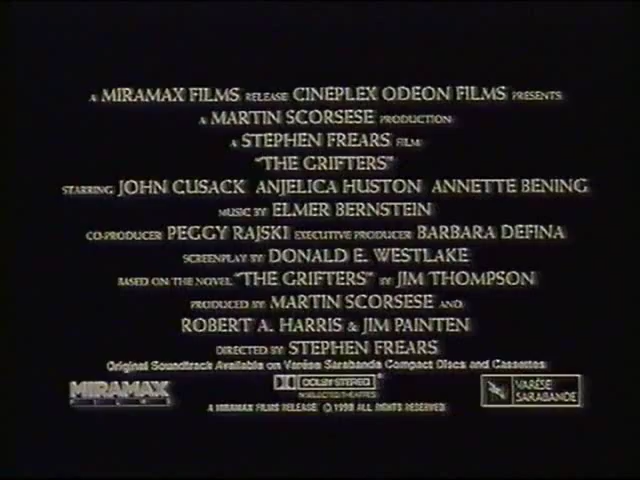 A MIRAMAX FILMS RELEASE CINEPLEX ODEON FILMS PRESENTS
A MARTIN SCORSESE PRODUCTION
A STEPHEN FREARS FILM
"THE GRIFTERS"
STARRING JOHN CUSACK ANJELICA HUSTON ANNETTE BENING
MUSIC BY ELMER BERNSTEIN
CO-PRODUCER PEGGY RAJSKI EXECUTIVE PRODUCER BARBARA DEFINA
SCREENPLAY BY DONALD E. WESTLAKE
BASED ON THE NOVEL "THE GRIFTERS" BY JIM THOMPSON
PRODUCED BY MARTIN SCORSESE AND
ROBERT A. HARRIS & JIM PAINTEN
DIRECTED BY STEPHEN FREARS
Original Soundtrack Available on Varèse Sarabande Compact Discs and Cassettes
MIRAMAX
FILMS
DOLBY STEREO
IN SELECTED THEATRES
VARÈSE
SARABANDE
A MIRAMAX FILMS RELEASE © 1990 ALL RIGHTS RESERVED